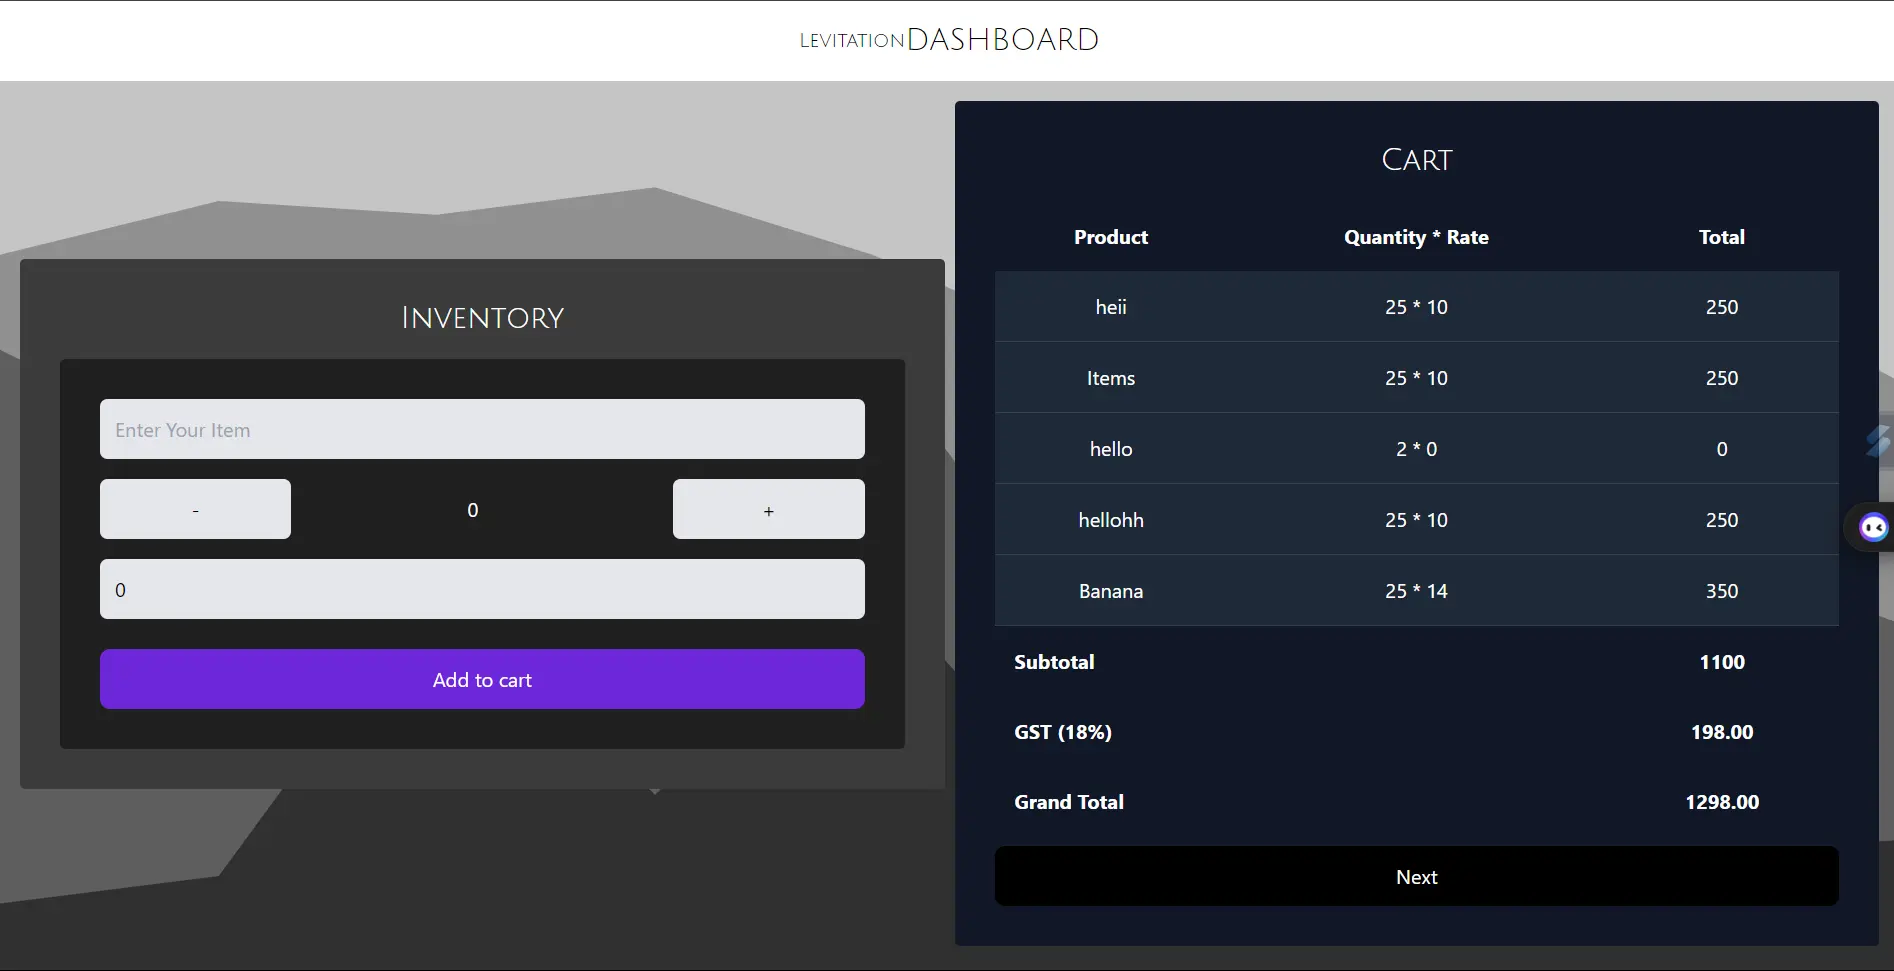 LEVITATIONDASHBOARD
INVENTORY
Enter Your Item
- 0 +
0
Add to cart
CART
Product Quantity * Rate Total
heii 25 * 10 250
Items 25 * 10 250
hello 2 * 0 0
hellohh 25 * 10 250
Banana 25 * 14 350
Subtotal 1100
GST (18%) 198.00
Grand Total 1298.00
Next